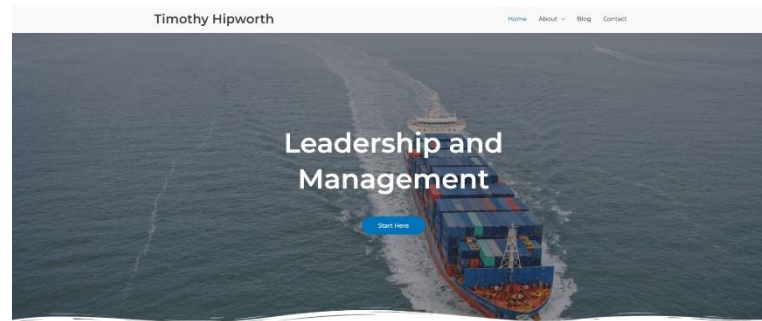 Timothy Hipworth
Home About Blog Contact
Leadership and
Management
Start Here